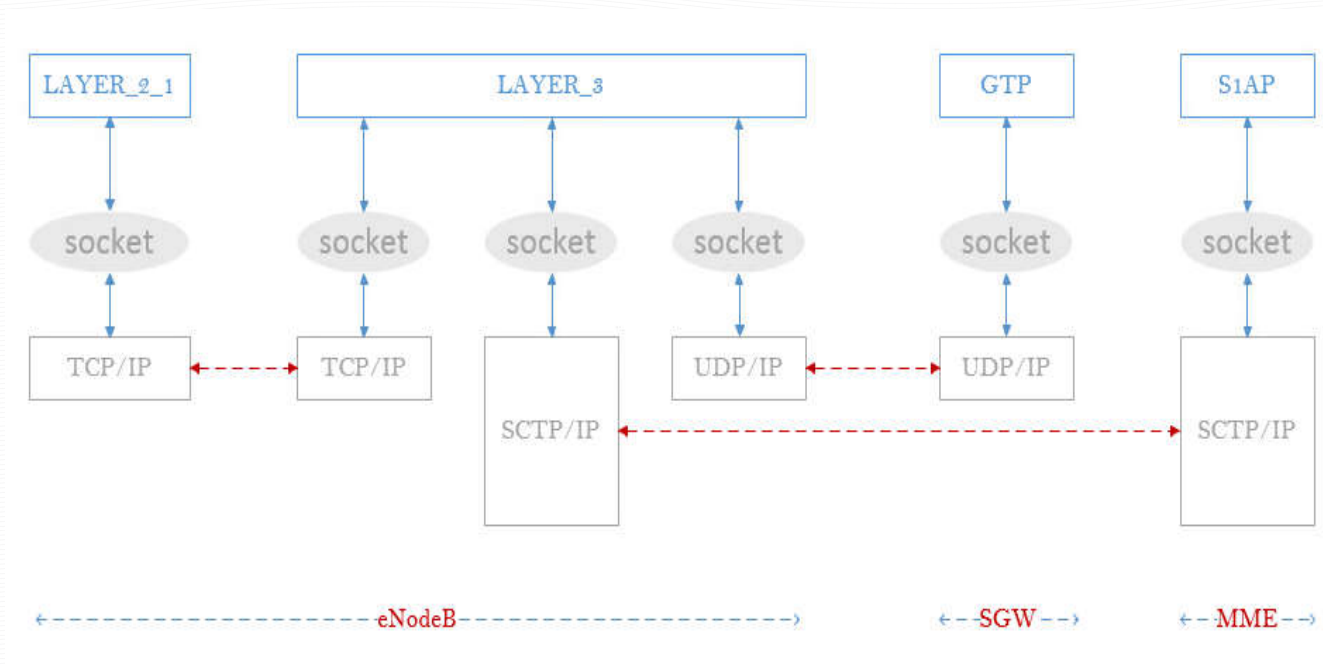 LAYER_2_1 LAYER_3 GTP S1AP
socket socket socket socket socket socket
TCP/IP TCP/IP UDP/IP UDP/IP
SCTP/IP SCTP/IP
eNodeB SGW MME